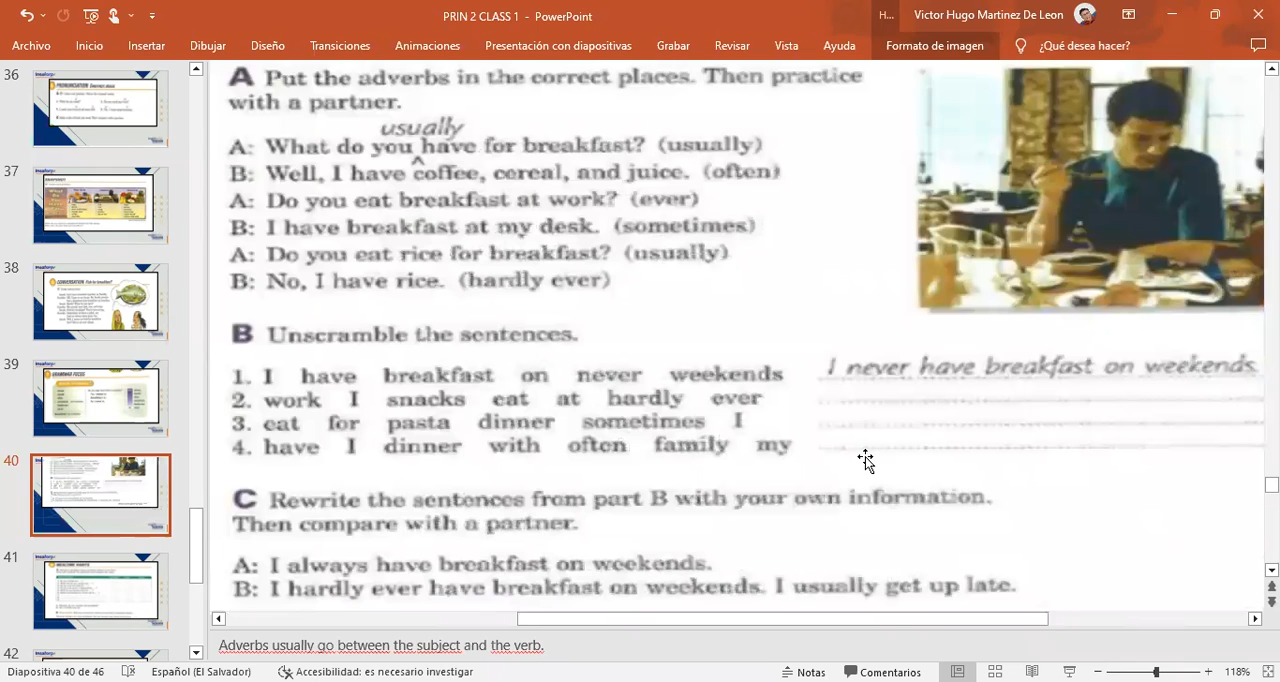 PRIN 2 CLASS 1 - PowerPoint
H...
Victor Hugo Martinez De Leon
Archivo Inicio Insertar Dibujar Diseño Transiciones Animaciones Presentación con diapositivas Grabar Revisar Vista Ayuda Formato de imagen ¿Qué desea hacer?
36
37
38
39
40
41
42
A Put the adverbs in the correct places. Then practice
with a partner.
usually
A: What do you ^ have for breakfast? (usually)
B: Well, I have coffee, cereal, and juice. (often)
A: Do you eat breakfast at work? (ever)
B: I have breakfast at my desk. (sometimes)
A: Do you eat rice for breakfast? (usually)
B: No, I have rice. (hardly ever)
B Unscramble the sentences.
1. I have breakfast on never weekends I never have breakfast on weekends.
2. work I snacks eat at hardly ever
3. eat for pasta dinner sometimes I
4. have I dinner with often family my
C Rewrite the sentences from part B with your own information.
Then compare with a partner.
A: I always have breakfast on weekends.
B: I hardly ever have breakfast on weekends. I usually get up late.
Adverbs usually go between the subject and the verb.
Diapositiva 40 de 46 Español (El Salvador) Accesibilidad: es necesario investigar Notas Comentarios 118%